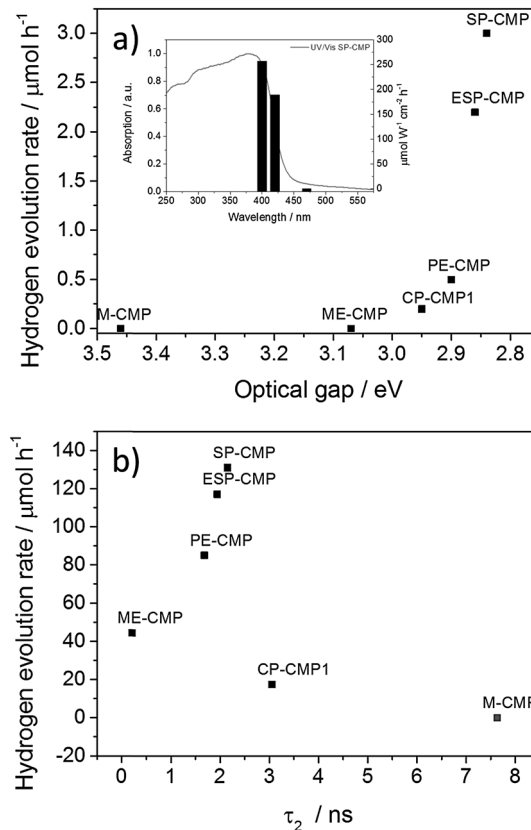 a)
Hydrogen evolution rate / μmol h⁻¹
3.0
2.5
2.0
1.5
1.0
0.5
0.0
SP-CMP
ESP-CMP
PE-CMP
CP-CMP1
ME-CMP
M-CMP
3.5 3.4 3.3 3.2 3.1 3.0 2.9 2.8
Optical gap / eV
UV/Vis SP-CMP
Absorption / a.u.
1.0
0.8
0.6
0.4
0.2
0.0
300
250
200
150
100
50
0
μmol W⁻¹ cm⁻² h⁻¹
250 300 350 400 450 500 550
Wavelength / nm
b)
Hydrogen evolution rate / μmol h⁻¹
140
120
100
80
60
40
20
0
-20
SP-CMP
ESP-CMP
PE-CMP
ME-CMP
CP-CMP1
M-CMP
0 1 2 3 4 5 6 7 8
τ₂ / ns